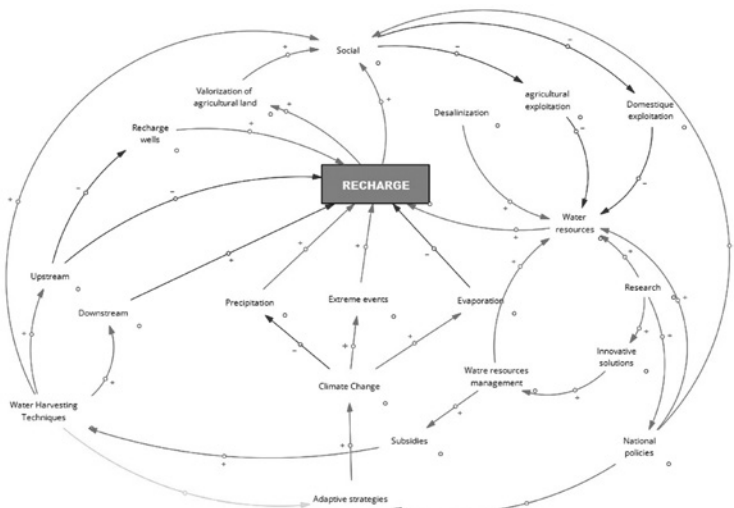 Social
Valorization of
agricultural land
agricultural
exploitation
Domestique
exploitation
Desalinization
Recharge
wells
RECHARGE
Water
resources
Upstream
Downstream
Precipitation
Extreme events
Evaporation
Research
Innovative
solutions
Climate Change
Watre resources
management
Water Harvesting
Techniques
Subsidies
National
policies
Adaptive strategies